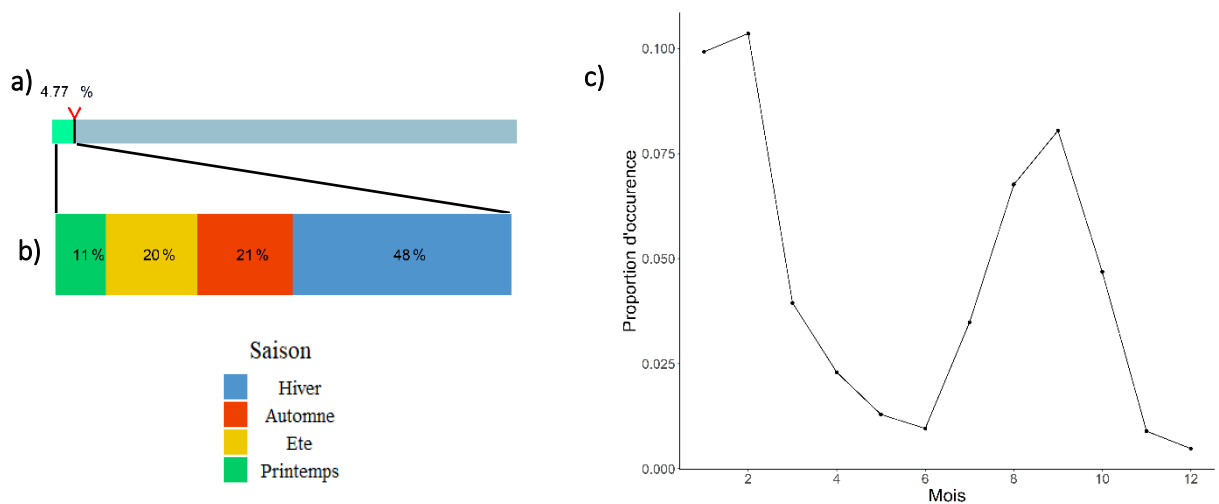 a)
4.77 %
b)
11 % 20 % 21 % 48 %
Saison
Hiver
Automne
Ete
Printemps
c)
Proportion d'occurence
0.100
0.075
0.050
0.025
0.000
2 4 6 8 10 12
Mois